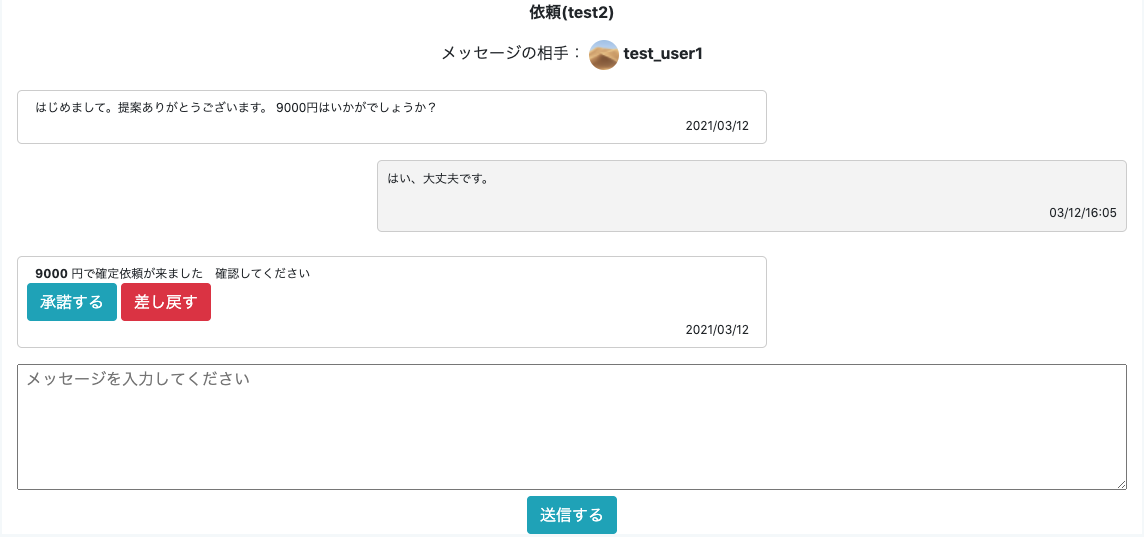 依頼(test2)
メッセージの相手： test_user1
はじめまして。提案ありがとうございます。 9000円はいかがでしょうか？
2021/03/12
はい、大丈夫です。
03/12/16:05
9000 円で確定依頼が来ました　確認してください
承諾する 差し戻す
2021/03/12
メッセージを入力してください
送信する